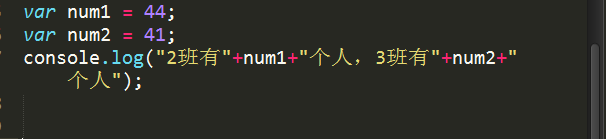 var num1 = 44;
var num2 = 41;
console.log("2班有"+num1+"个人，3班有"+num2+"
个人");